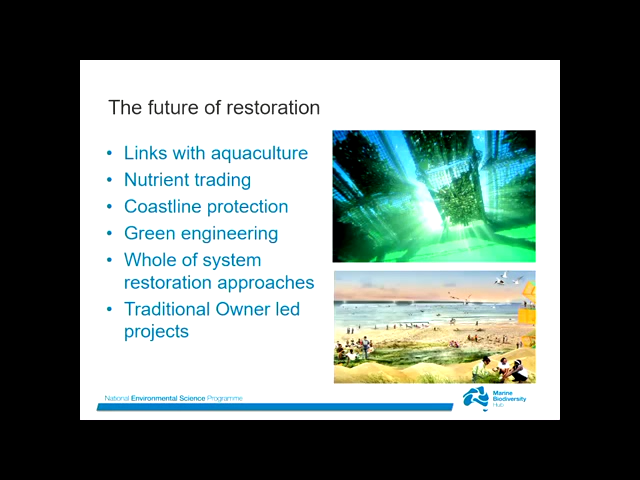 The future of restoration
• Links with aquaculture
• Nutrient trading
• Coastline protection
• Green engineering
• Whole of system
restoration approaches
• Traditional Owner led
projects
National Environmental Science Programme
Marine
Biodiversity
Hub